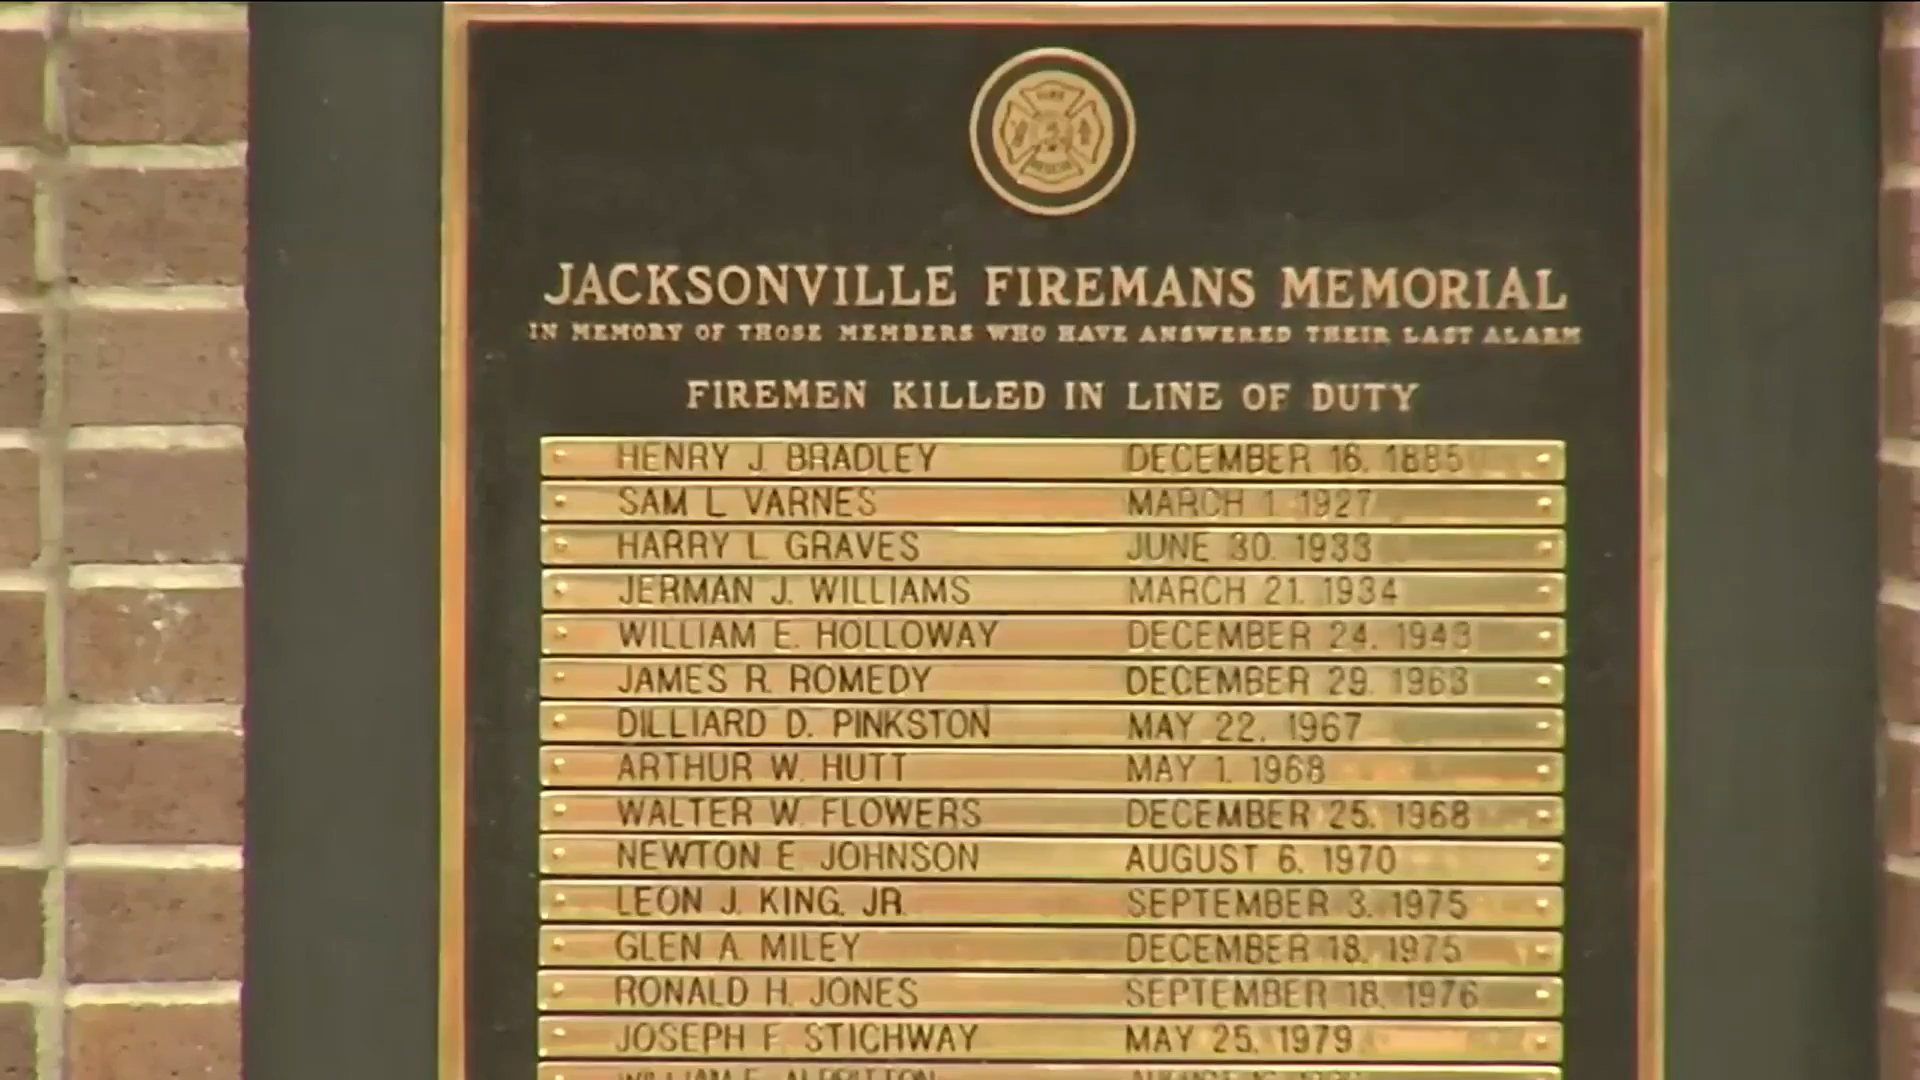 FIRE
RESCUE
JACKSONVILLE FIREMANS MEMORIAL
IN MEMORY OF THOSE MEMBERS WHO HAVE ANSWERED THEIR LAST ALARM
FIREMEN KILLED IN LINE OF DUTY
HENRY J. BRADLEY DECEMBER 16, 1885
SAM L. VARNES MARCH 1, 1927
HARRY L. GRAVES JUNE 30, 1933
JERMAN J. WILLIAMS MARCH 21, 1934
WILLIAM E. HOLLOWAY DECEMBER 24, 1943
JAMES R. ROMEDY DECEMBER 29, 1963
DILLIARD D. PINKSTON MAY 22, 1967
ARTHUR W. HUTT MAY 1, 1968
WALTER W. FLOWERS DECEMBER 25, 1968
NEWTON E. JOHNSON AUGUST 6, 1970
LEON J. KING, JR. SEPTEMBER 3, 1975
GLEN A. MILEY DECEMBER 18, 1975
RONALD H. JONES SEPTEMBER 18, 1976
JOSEPH F. STICHWAY MAY 25, 1979